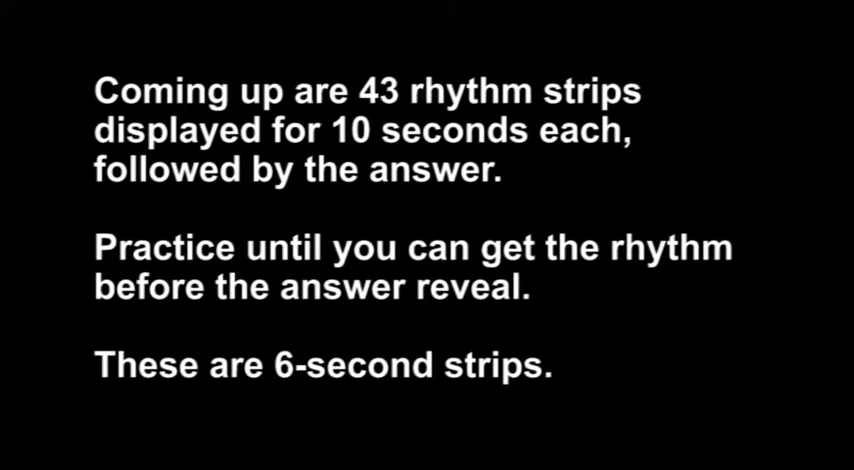 Coming up are 43 rhythm strips
displayed for 10 seconds each,
followed by the answer.
Practice until you can get the rhythm
before the answer reveal.
These are 6-second strips.